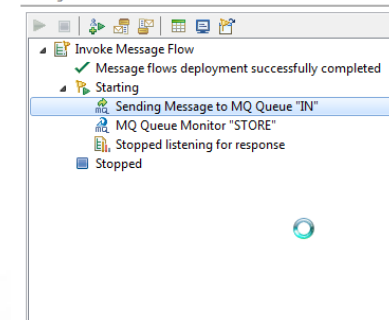 Invoke Message Flow
Message flows deployment successfully completed
Starting
Sending Message to MQ Queue "IN"
MQ Queue Monitor "STORE"
Stopped listening for response
Stopped